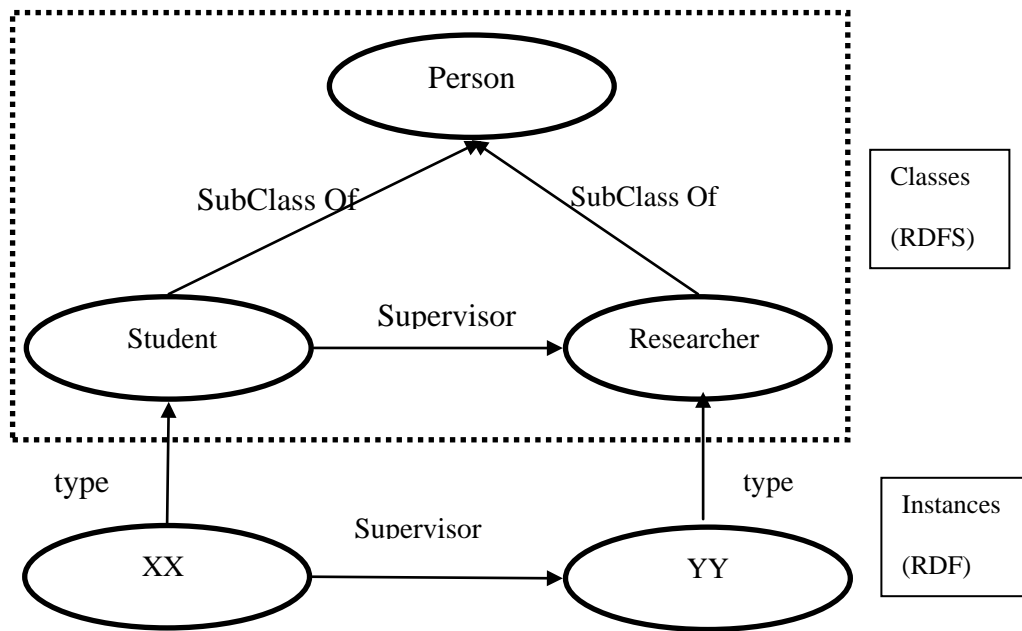 Person
SubClass Of
SubClass Of
Classes
(RDFS)
Student
Supervisor
Researcher
type
type
Instances
(RDF)
XX
Supervisor
YY